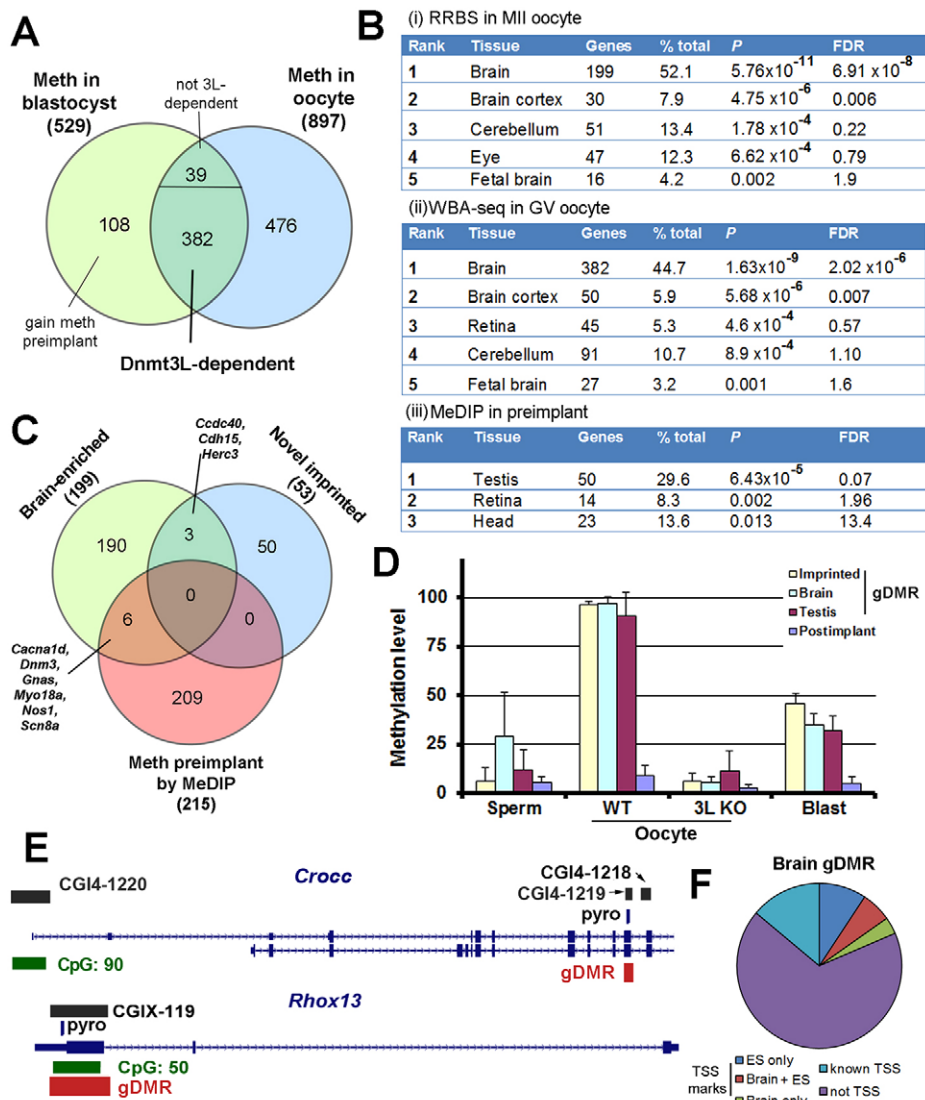 A
Meth in
blastocyst
(529)
not 3L-
dependent
Meth in
oocyte
(897)
39
108
382
476
gain meth
preimplant
Dnmt3L-dependent
B
(i) RRBS in MII oocyte
Rank Tissue Genes % total P FDR
1 Brain 199 52.1 5.76x10-11 6.91 x10-8
2 Brain cortex 30 7.9 4.75 x10-6 0.006
3 Cerebellum 51 13.4 1.78 x10-4 0.22
4 Eye 47 12.3 6.62 x10-4 0.79
5 Fetal brain 16 4.2 0.002 1.9
(ii)WBA-seq in GV oocyte
Rank Tissue Genes % total P FDR
1 Brain 382 44.7 1.63x10-9 2.02 x10-6
2 Brain cortex 50 5.9 5.68 x10-6 0.007
3 Retina 45 5.3 4.6 x10-4 0.57
4 Cerebellum 91 10.7 8.9 x10-4 1.10
5 Fetal brain 27 3.2 0.001 1.6
(iii)MeDIP in preimplant
Rank Tissue Genes % total P FDR
1 Testis 50 29.6 6.43x10-5 0.07
2 Retina 14 8.3 0.002 1.96
3 Head 23 13.6 0.013 13.4
C
Brain-enriched
(199)
Ccdc40,
Cdh15,
Herc3
Novel imprinted
(53)
190
3
50
0
6
0
Cacna1d,
Dnm3,
Gnas,
Myo18a,
Nos1,
Scn8a
209
Meth preimplant
by MeDIP
(215)
D
Methylation level
100
75
50
25
0
Imprinted
Brain
Testis
Postimplant
gDMR
Sperm
WT
3L KO
Blast
Oocyte
E
CGI4-1220
Crocc
CGI4-1218
CGI4-1219
pyro
CpG: 90
gDMR
Rhox13
CGIX-119
pyro
CpG: 50
gDMR
F
Brain gDMR
TSS
marks
ES only
Brain + ES
Brain only
known TSS
not TSS